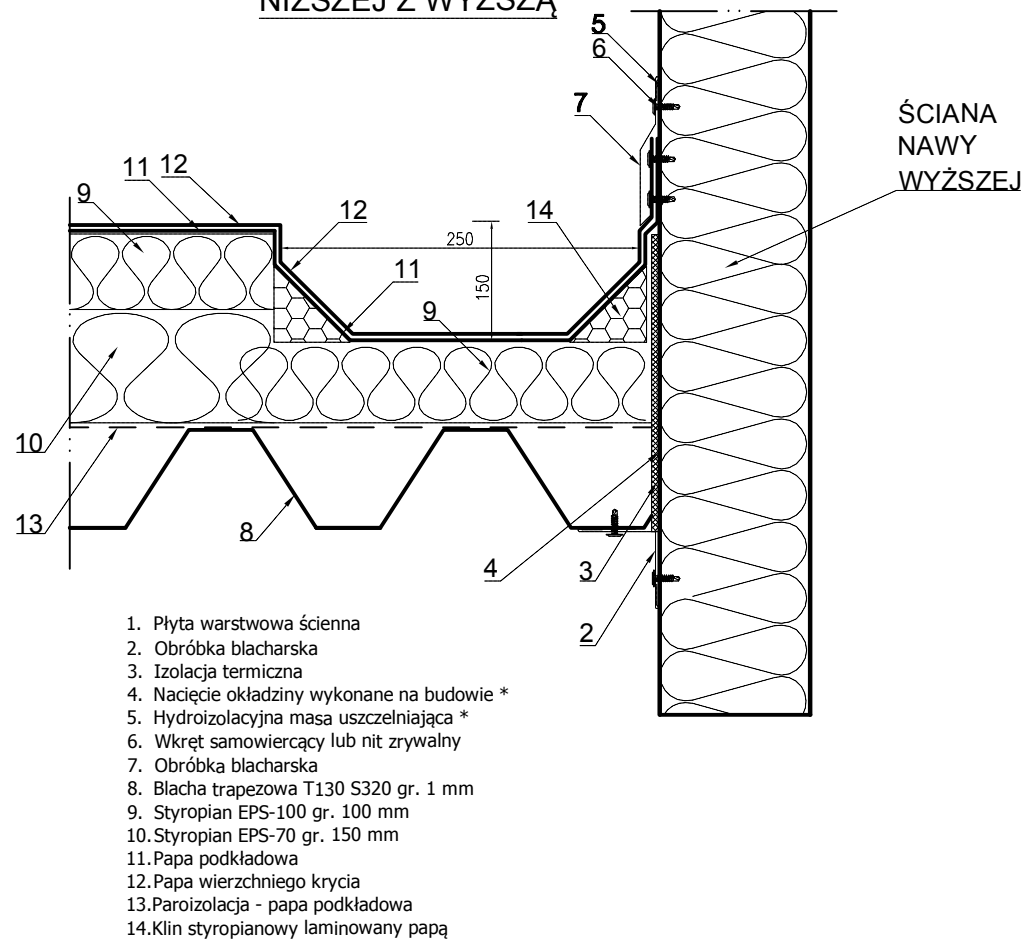 NIŻSZEJ Z WYŻSZĄ
5
6
7
ŚCIANA
NAWY
WYŻSZEJ
11
12
9
12
14
250
11
150
9
10
13
8
4
3
2
1. Płyta warstwowa ścienna
2. Obróbka blacharska
3. Izolacja termiczna
4. Nacięcie okładziny wykonane na budowie *
5. Hydroizolacyjna masa uszczelniająca *
6. Wkręt samowiercący lub nit zrywalny
7. Obróbka blacharska
8. Blacha trapezowa T130 S320 gr. 1 mm
9. Styropian EPS-100 gr. 100 mm
10.Styropian EPS-70 gr. 150 mm
11.Papa podkładowa
12.Papa wierzchniego krycia
13.Paroizolacja - papa podkładowa
14.Klin styropianowy laminowany papą